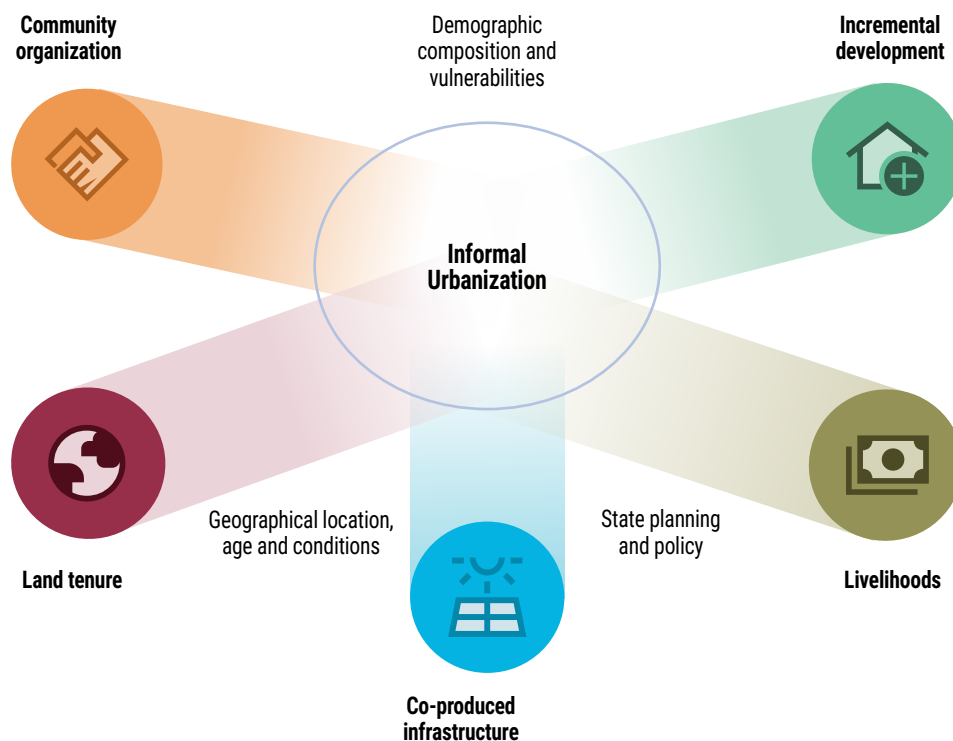 Community
organization
Demographic
composition and
vulnerabilities
Incremental
development
Informal
Urbanization
Geographical location,
age and conditions
State planning
and policy
Land tenure
Livelihoods
Co-produced
infrastructure